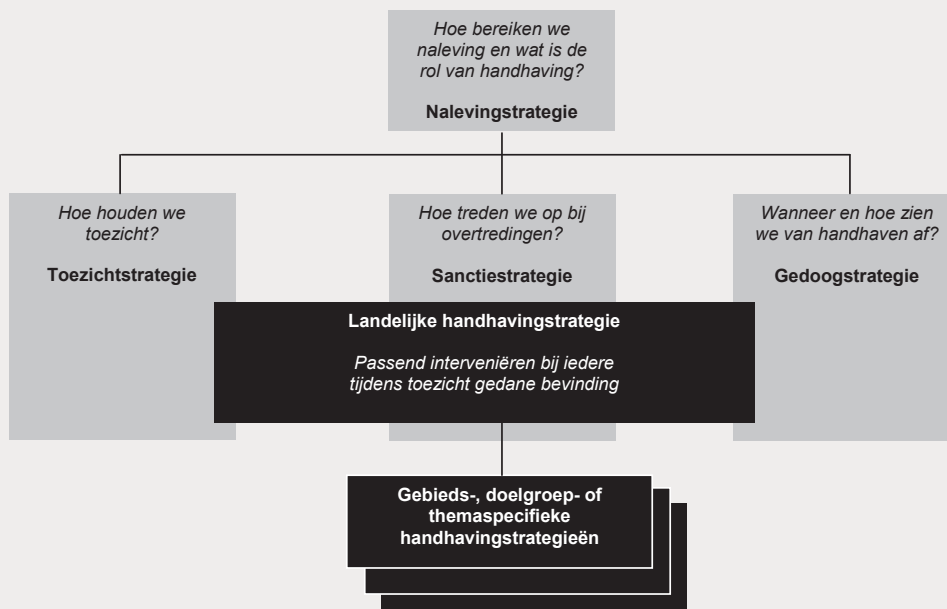 Hoe bereiken we
naleving en wat is de
rol van handhaving?
Nalevingstrategie
Hoe houden we
toezicht?
Toezichtstrategie
Hoe treden we op bij
overtredingen?
Sanctiestrategie
Wanneer en hoe zien
we van handhaven af?
Gedoogstrategie
Landelijke handhavingstrategie
Passend interveniëren bij iedere
tijdens toezicht gedane bevinding
Gebieds-, doelgroep- of
themaspecifieke
handhavingstrategieën